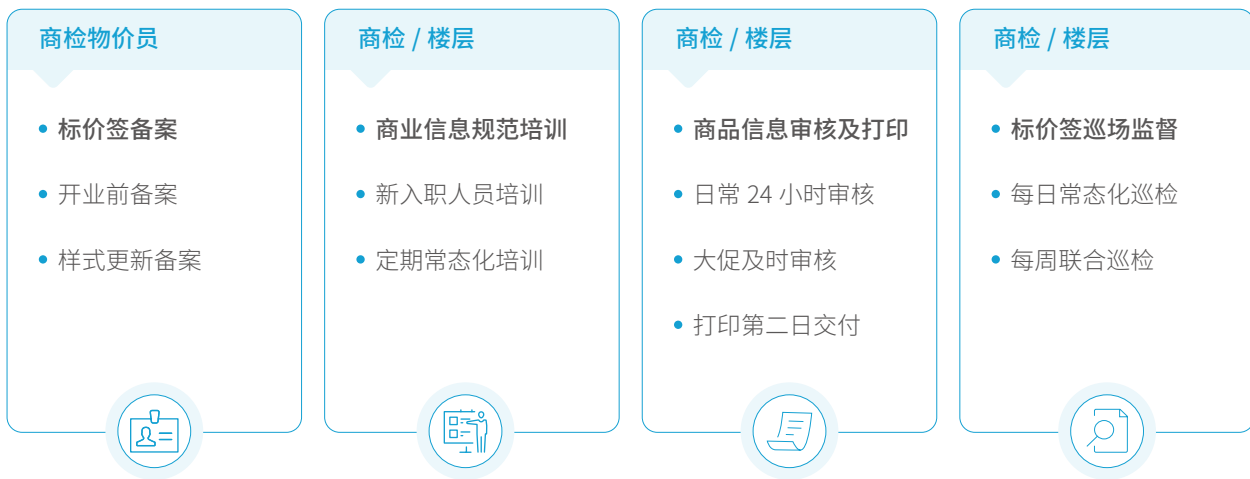 商检物价员
标价签备案
开业前备案
样式更新备案
商检 / 楼层
商业信息规范培训
新入职人员培训
定期常态化培训
商检 / 楼层
商品信息审核及打印
日常 24 小时审核
大促及时审核
打印第二日交付
商检 / 楼层
标价签巡场监督
每日常态化巡检
每周联合巡检